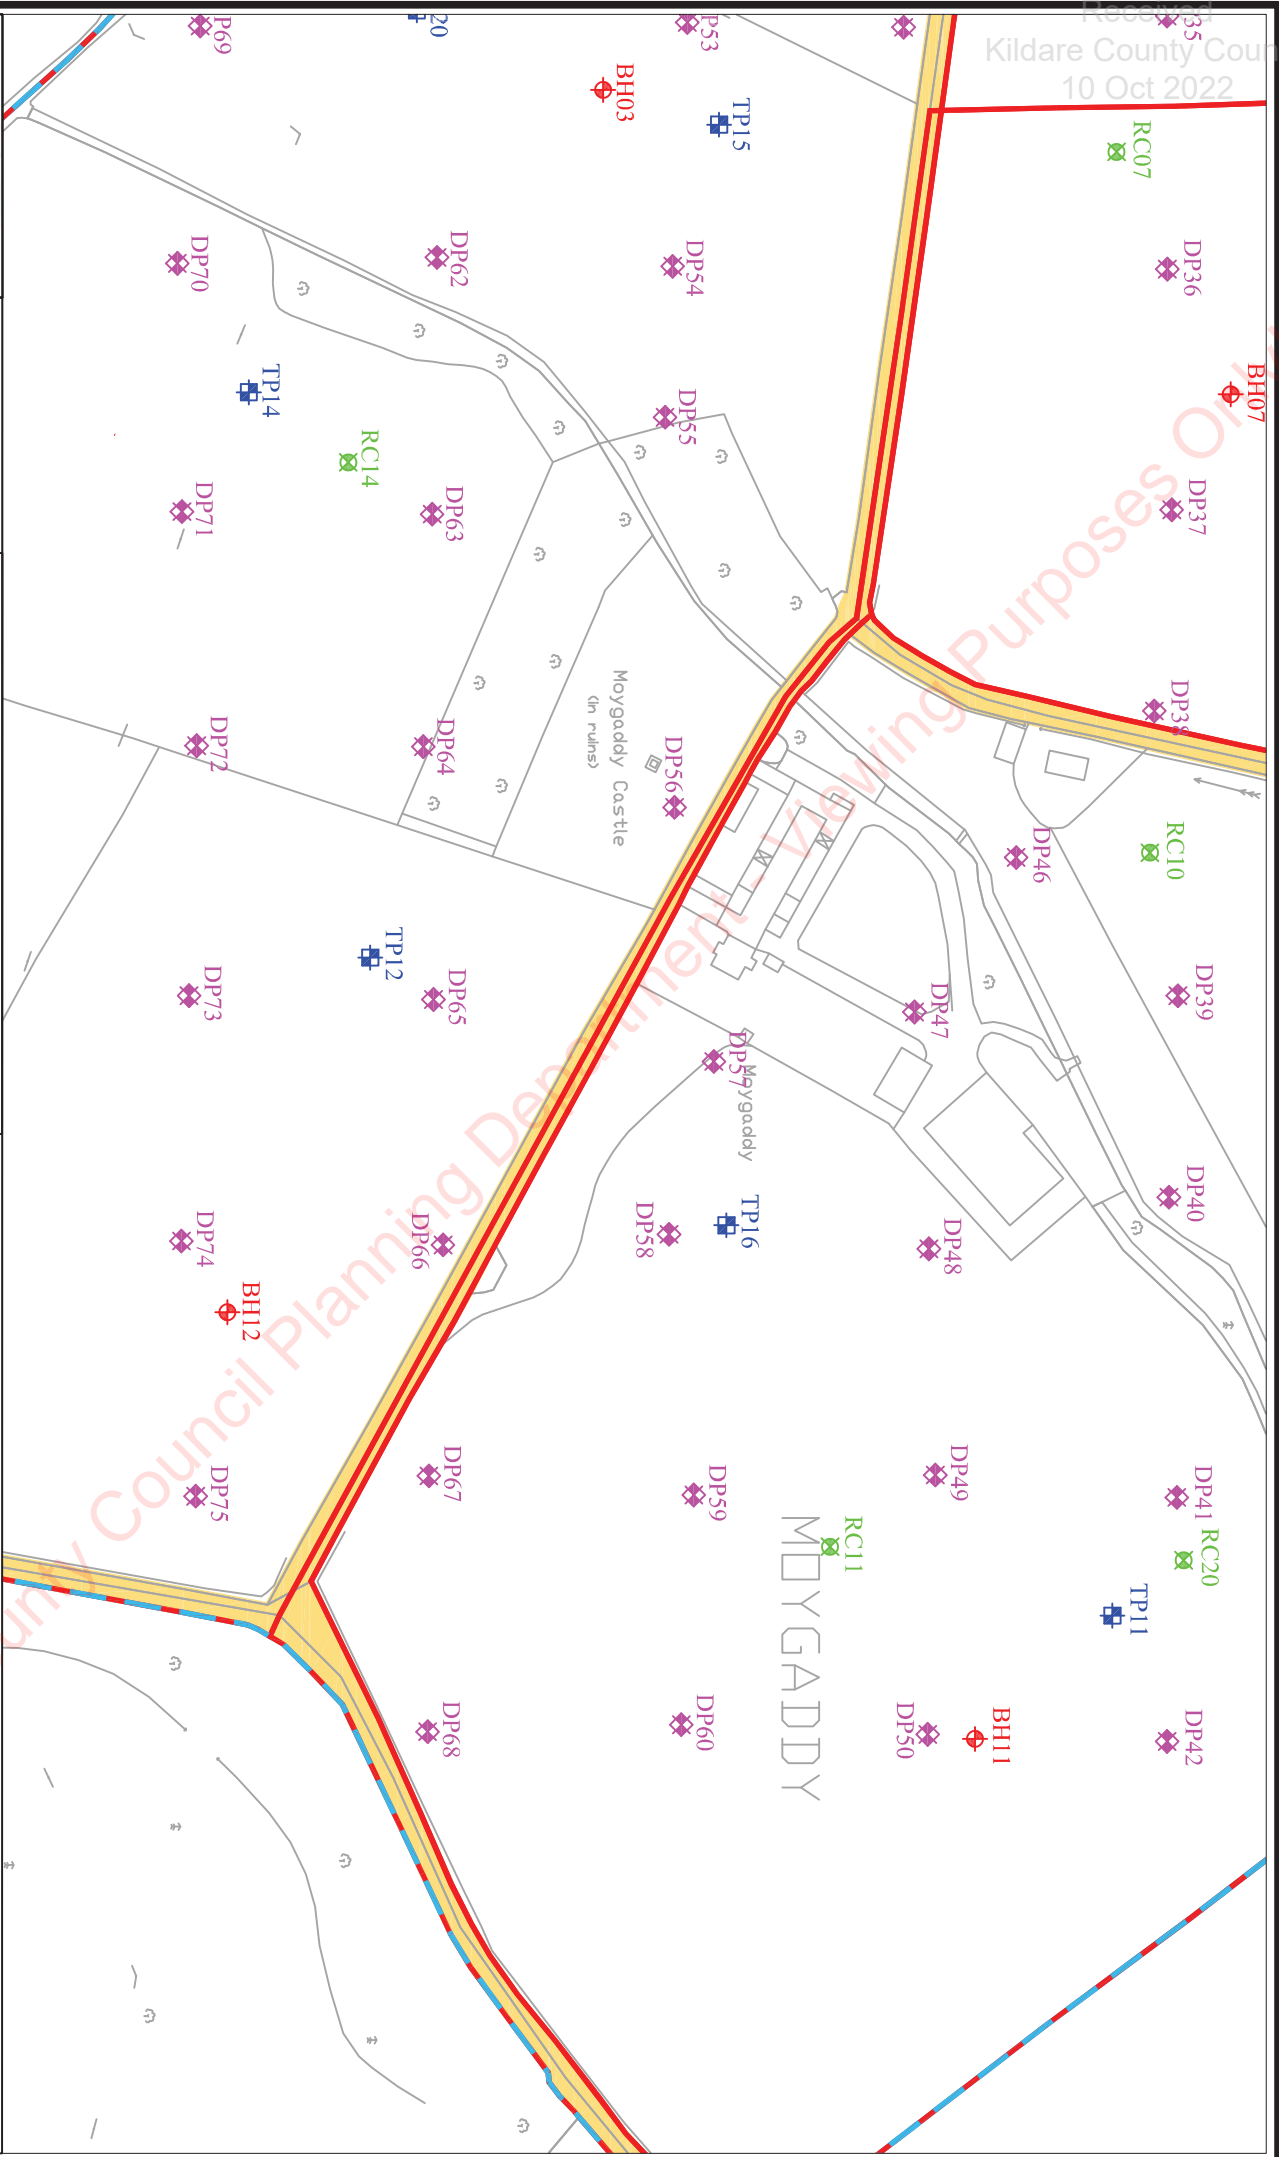 Received
Kildare County Coun
10 Oct 2022
P69
20
P53
35
BH03
TP15
RC07
DP70
DP62
DP54
DP36
TP14
DP55
BH07
RC14
DP71
DP63
DP37
Moygaddy Castle
(in ruins)
DP38
DP72
DP64
DP56
DP46
RC10
TP12
DP73
DP65
DP47
DP39
DP57
Moygaddy
DP74
DP66
DP58
TP16
DP48
DP40
BH12
DP75
DP67
DP59
DP49
DP41
RC11
RC20
MOYGADDY
TP11
DP68
DP60
DP50
BH11
DP42
unty Council Planning Department - Viewing Purposes Only!